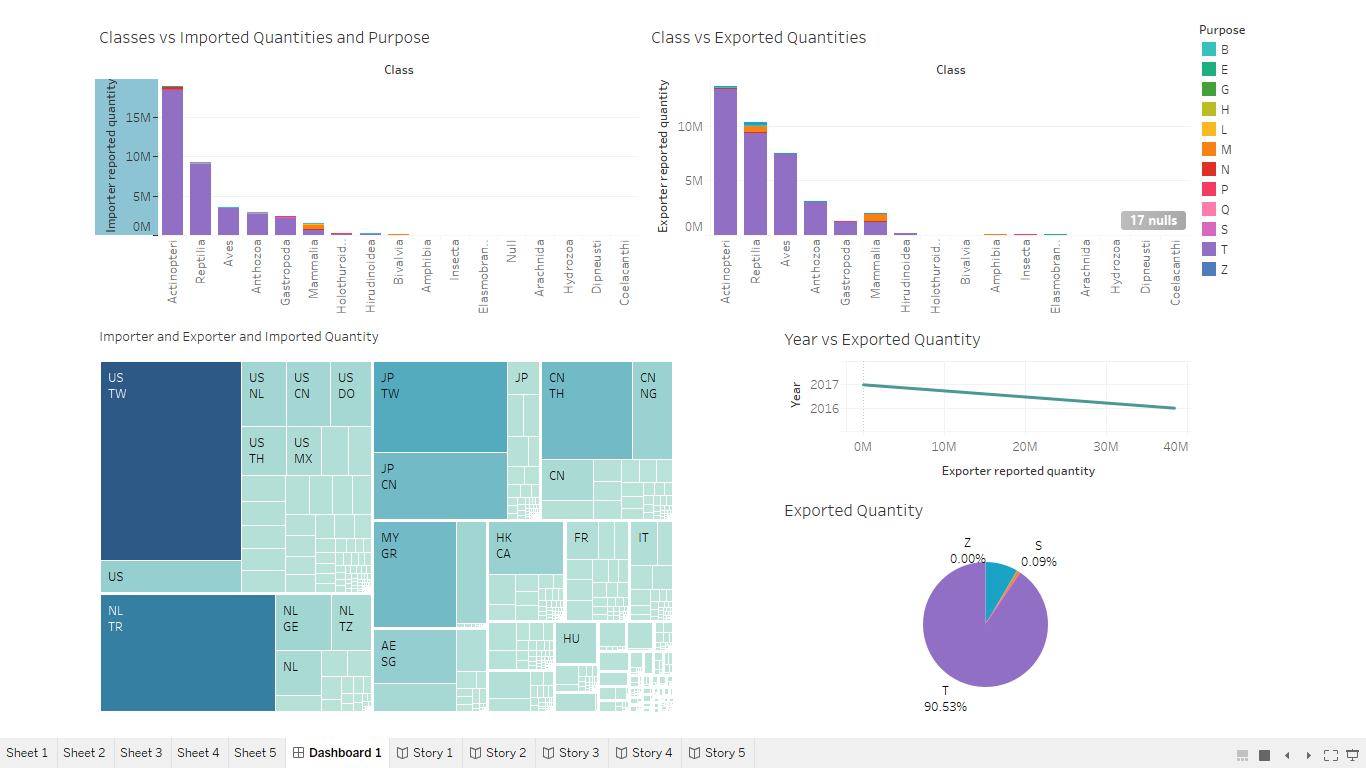 Classes vs Imported Quantities and Purpose
Class
Importer reported quantity
15M
10M
5M
0M
Actinopteri
Reptilia
Aves
Anthozoa
Gastropoda
Mammalia
Holothuroid..
Hirudinoidea
Bivalvia
Amphibia
Insecta
Elasmobran..
Null
Arachnida
Hydrozoa
Dipneusti
Coelacanthi
Class vs Exported Quantities
Class
Exporter reported quantity
10M
5M
0M
17 nulls
Actinopteri
Reptilia
Aves
Anthozoa
Gastropoda
Mammalia
Hirudinoidea
Holothuroid..
Bivalvia
Amphibia
Insecta
Elasmobran..
Arachnida
Hydrozoa
Dipneusti
Coelacanthi
Purpose
B
E
G
H
L
M
N
P
Q
S
T
Z
Importer and Exporter and Imported Quantity
US
TW
US
NL
US
CN
US
DO
US
TH
US
MX
US
JP
TW
JP
JP
CN
CN
TH
CN
NG
CN
MY
GR
HK
CA
FR
IT
NL
TR
NL
GE
NL
TZ
NL
AE
SG
HU
Year vs Exported Quantity
Year
2017
2016
0M 10M 20M 30M 40M
Exporter reported quantity
Exported Quantity
Z
0.00%
S
0.09%
T
90.53%
Sheet 1 Sheet 2 Sheet 3 Sheet 4 Sheet 5 Dashboard 1 Story 1 Story 2 Story 3 Story 4 Story 5